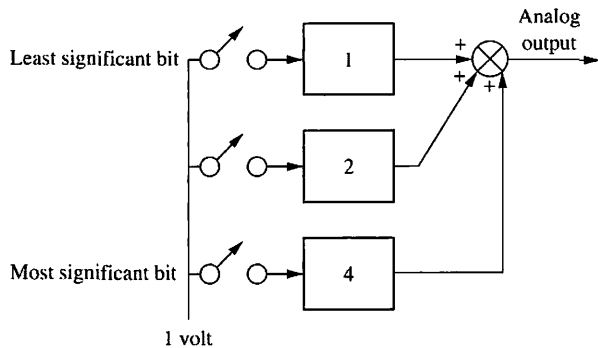 Analog
output
Least significant bit
1
+
+
+
2
Most significant bit
4
1 volt